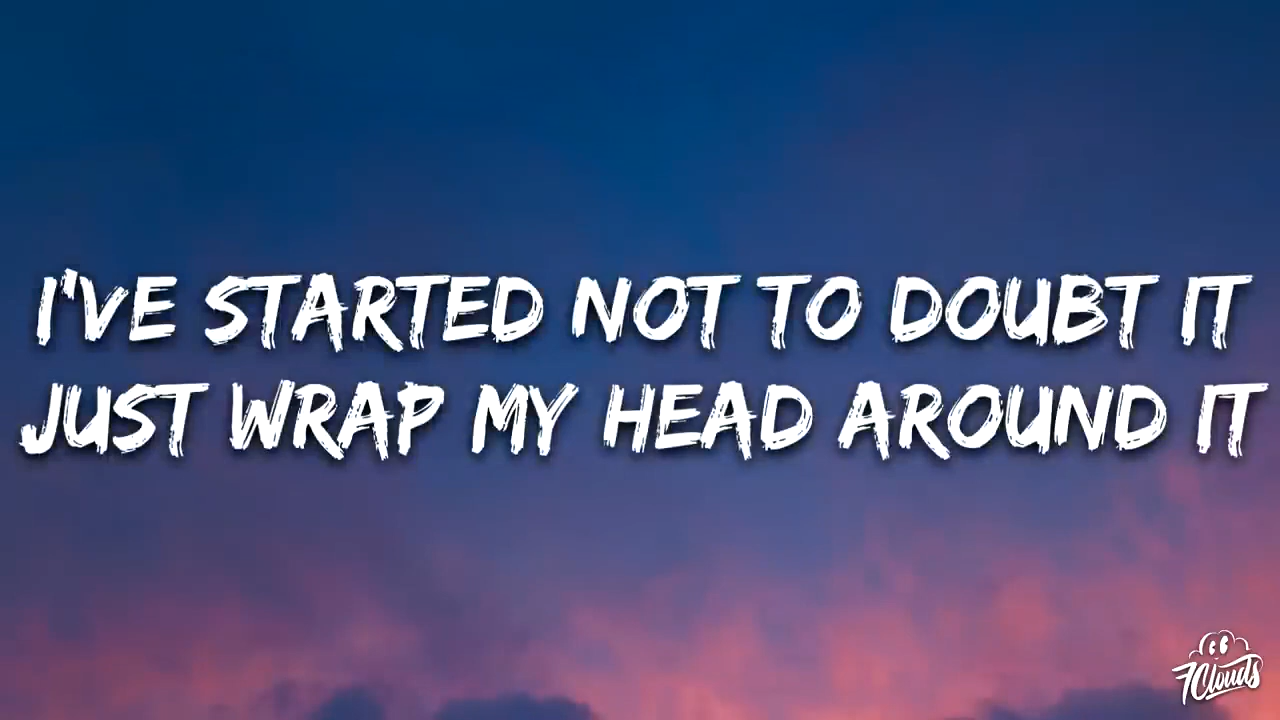 I'VE STARTED NOT TO DOUBT IT
JUST WRAP MY HEAD AROUND IT
7Clouds